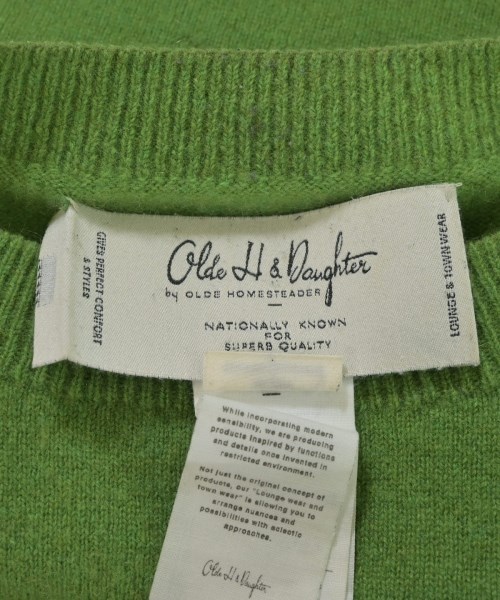 Olde H & Daughter
by OLDE HOMESTEADER
NATIONALLY KNOWN
FOR
SUPERB QUALITY
GIVES PERFECT COMFORT
& STYLES
LOUNGE & TOWN WEAR
While incorporating modern
sensibility, we are producing
products inspired by functions
and details once invented in
restricted environment.
Not just the original concept of
products, our "Lounge wear and
town wear" is allowing you to
arrange nuances and
possibilities with eclectic
approaches.
Olde H & Daughter